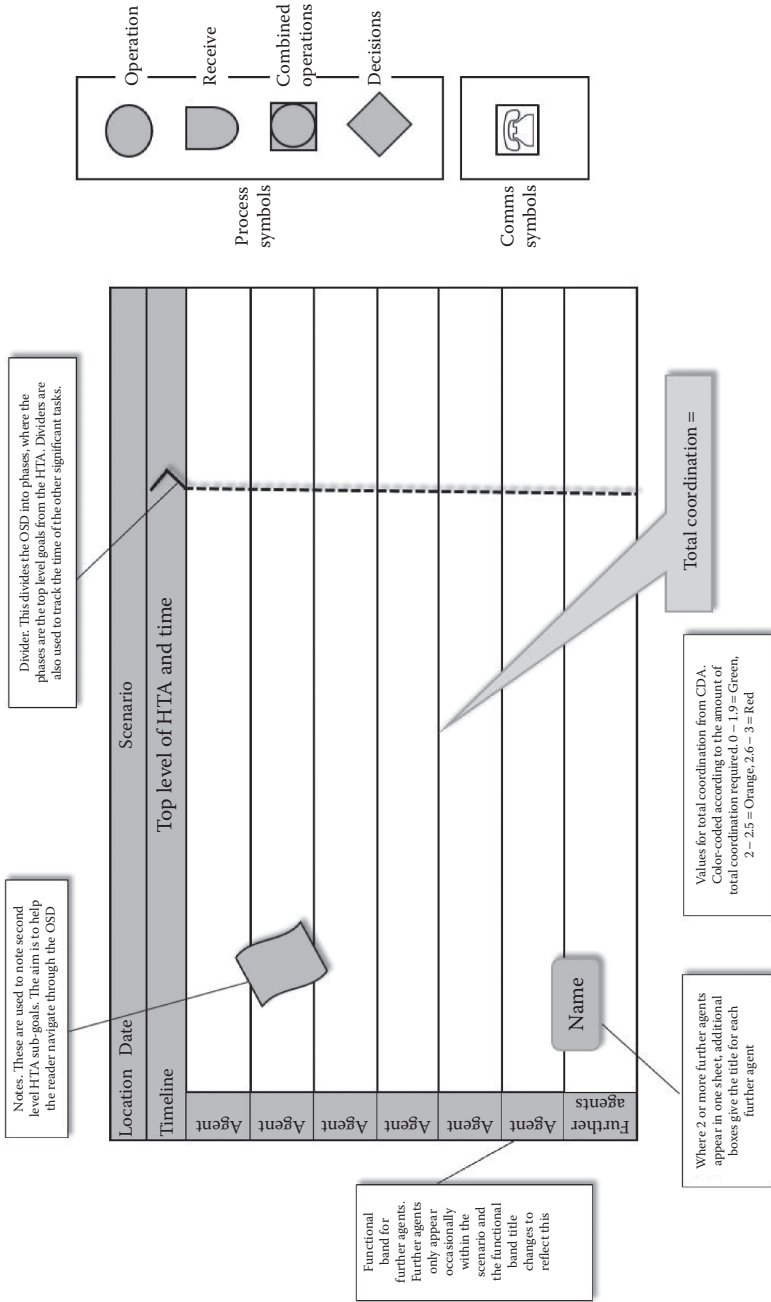 Notes. These are used to note second
level HTA sub-goals. The aim is to help
the reader navigate through the OSD
Divider. This divides the OSD into phases, where the
phases are the top level goals from the HTA. Dividers are
also used to track the time of the other significant tasks.
Location Date
Scenario
Timeline
Top level of HTA and time
Agent
Agent
Agent
Agent
Agent
Agent
Further
agents
Name
Functional
band for
further agents.
Further agents
only appear
occasionally
within the
scenario and
the functional
band title
changes to
reflect this
Where 2 or more further agents
appear in one sheet, additional
boxes give the title for each
further agent
Values for total coordination from CDA.
Color-coded according to the amount of
total coordination required. 0 – 1.9 = Green,
2 – 2.5 = Orange, 2.6 – 3 = Red
Total coordination =
Process
symbols
Operation
Receive
Combined
operations
Decisions
Comms
symbols